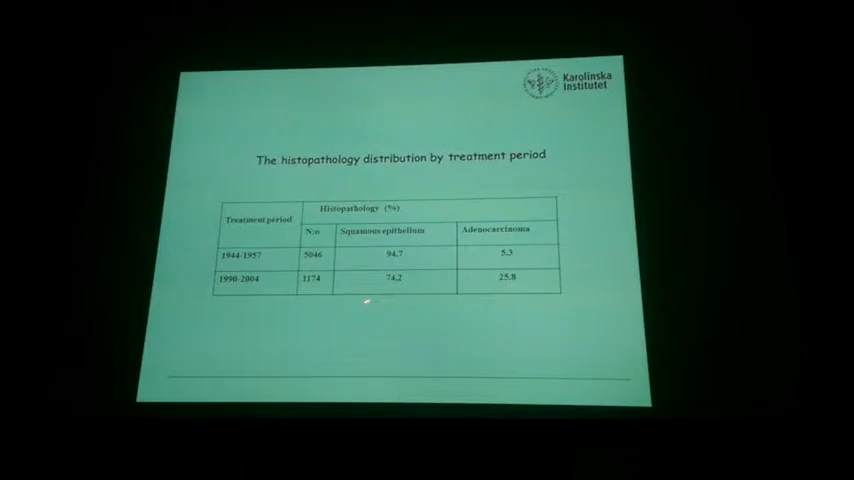 Karolinska
Institutet
The histopathology distribution by treatment period
Treatment period
Histopathology (%)
N:o
Squamous epithelium
Adenocarcinoma
1944-1957
5046
94.7
5.3
1990-2004
1174
74.2
25.8